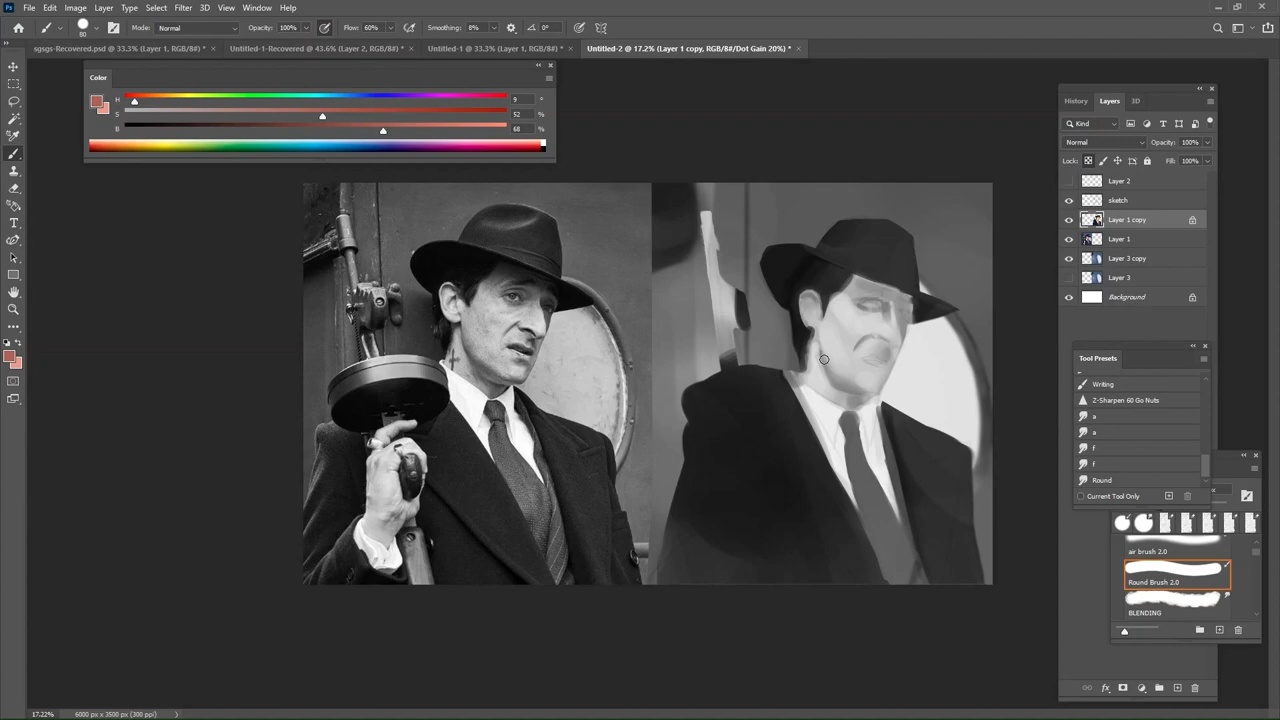 Ps File Edit Image Layer Type Select Filter 3D View Window Help
80 Mode: Normal Opacity: 100% Flow: 60% Smoothing: 8% 0°
sgsgs-Recovered.psd @ 33.3% (Layer 1, RGB/8#) * × Untitled-1-Recovered @ 43.6% (Layer 2, RGB/8#) * × Untitled-1 @ 33.3% (Layer 1, RGB/8#) * × Untitled-2 @ 17.2% (Layer 1 copy, RGB/8#/Dot Gain 20%) * ×
Color
H 9 °
S 52 %
B 68 %
History Layers 3D
Kind
Normal Opacity: 100%
Lock: Fill: 100%
Layer 2
sketch
Layer 1 copy
Layer 1
Layer 3 copy
Layer 3
Background
Tool Presets
Writing
Z-Sharpen 60 Go Nuts
a
a
f
f
Round
Current Tool Only
air brush 2.0
Round Brush 2.0
BLENDING
17.22% 6000 px x 3500 px (300 ppi)